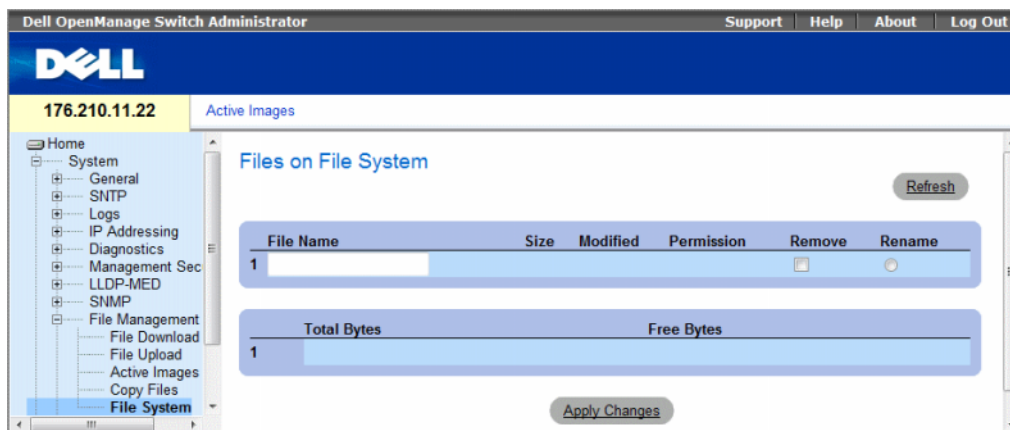 Dell OpenManage Switch Administrator Support Help About Log Out
DELL
176.210.11.22 Active Images
Home
System
General
SNTP
Logs
IP Addressing
Diagnostics
Management Sec
LLDP-MED
SNMP
File Management
File Download
File Upload
Active Images
Copy Files
File System
Files on File System
Refresh
File Name Size Modified Permission Remove Rename
1
Total Bytes Free Bytes
1
Apply Changes